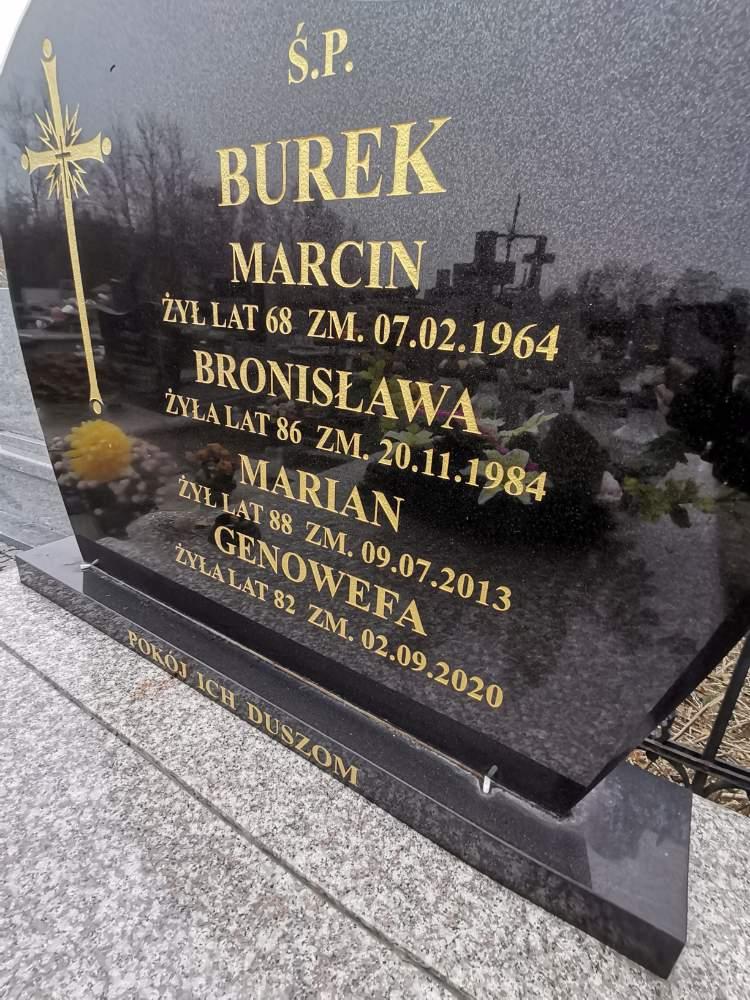 Ś.P.
BUREK
MARCIN
ŻYŁ LAT 68 ZM. 07.02.1964
BRONISŁAWA
ŻYŁA LAT 86 ZM. 20.11.1984
MARIAN
ŻYŁ LAT 88 ZM. 09.07.2013
GENOWEFA
ŻYŁA LAT 82 ZM. 02.09.2020
POKÓJ ICH DUSZOM